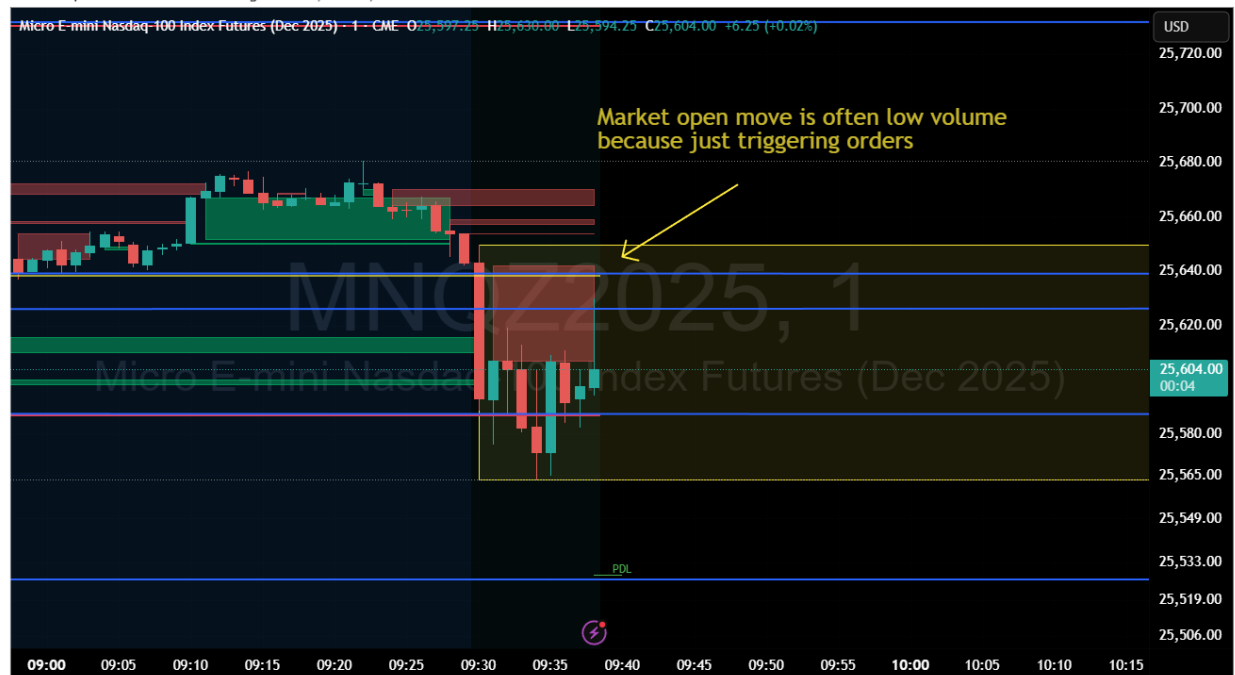 Micro E-mini Nasdaq-100 Index Futures (Dec 2025) · 1 · CME O25,597.25 H25,630.00 L25,594.25 C25,604.00 +6.25 (+0.02%)
USD
25,720.00
25,700.00
25,680.00
25,660.00
25,640.00
25,620.00
25,604.00
00:04
25,580.00
25,565.00
25,549.00
25,533.00
25,519.00
25,506.00
Market open move is often low volume
because just triggering orders
MNQZ2025, 1
Micro E-mini Nasdaq-100 Index Futures (Dec 2025)
PDL
09:00 09:05 09:10 09:15 09:20 09:25 09:30 09:35 09:40 09:45 09:50 09:55 10:00 10:05 10:10 10:15